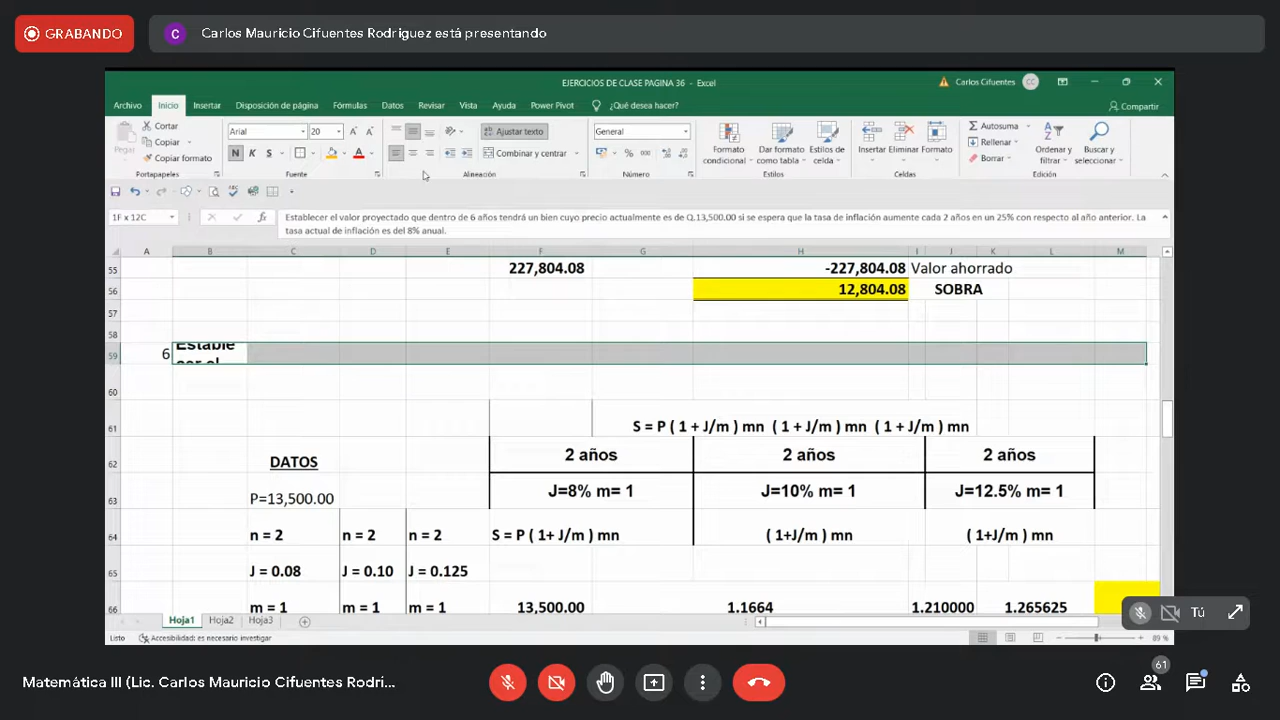 GRABANDO
C Carlos Mauricio Cifuentes Rodriguez está presentando
EJERCICIOS DE CLASE PAGINA 36 - Excel
Carlos Cifuentes CC
Archivo Inicio Insertar Disposición de página Fórmulas Datos Revisar Vista Ayuda Power Pivot ¿Qué desea hacer? Compartir
Pegar
Cortar
Copiar
Copiar formato
Arial 20
N K S
Ajustar texto
Combinar y centrar
General
% 000
Formato condicional
Dar formato como tabla
Estilos de celda
Insertar Eliminar Formato
Autosuma
Rellenar
Borrar
Ordenar y filtrar
Buscar y seleccionar
Portapapeles Fuente Alineación Número Estilos Celdas Edición
1F x 12C fx Establecer el valor proyectado que dentro de 6 años tendrá un bien cuyo precio actualmente es de Q.13,500.00 si se espera que la tasa de inflación aumente cada 2 años en un 25% con respecto al año anterior. La
tasa actual de inflación es del 8% anual.
A B C D E F G H I J K L M
55 227,804.08 -227,804.08 Valor ahorrado
56 12,804.08 SOBRA
57
58
59 6 Estable
cer el
60
61 S = P ( 1 + J/m ) mn ( 1 + J/m ) mn ( 1 + J/m ) mn
62 DATOS 2 años 2 años 2 años
63 P=13,500.00 J=8% m= 1 J=10% m= 1 J=12.5% m= 1
64 n = 2 n = 2 n = 2 S = P ( 1+ J/m ) mn ( 1+J/m ) mn ( 1+J/m ) mn
65 J = 0.08 J = 0.10 J = 0.125
66 m = 1 m = 1 m = 1 13,500.00 1.1664 1.210000 1.265625
Hoja1 Hoja2 Hoja3
Listo Accesibilidad: es necesario investigar 89 %
Tú
Matemática III (Lic. Carlos Mauricio Cifuentes Rodri...
61